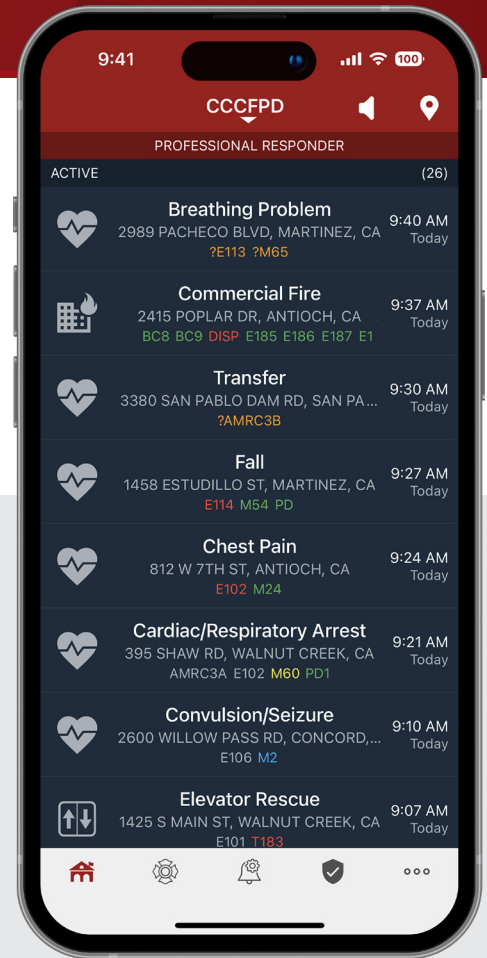 9:41
100
CCCFPD
PROFESSIONAL RESPONDER
ACTIVE (26)
Breathing Problem
2989 PACHECO BLVD, MARTINEZ, CA
?E113 ?M65
9:40 AM
Today
Commercial Fire
2415 POPLAR DR, ANTIOCH, CA
BC8 BC9 DISP E185 E186 E187 E1
9:37 AM
Today
Transfer
3380 SAN PABLO DAM RD, SAN PA...
?AMRC3B
9:30 AM
Today
Fall
1458 ESTUDILLO ST, MARTINEZ, CA
E114 M54 PD
9:27 AM
Today
Chest Pain
812 W 7TH ST, ANTIOCH, CA
E102 M24
9:24 AM
Today
Cardiac/Respiratory Arrest
395 SHAW RD, WALNUT CREEK, CA
AMRC3A E102 M60 PD1
9:21 AM
Today
Convulsion/Seizure
2600 WILLOW PASS RD, CONCORD,...
E106 M2
9:10 AM
Today
Elevator Rescue
1425 S MAIN ST, WALNUT CREEK, CA
E101 T183
9:07 AM
Today